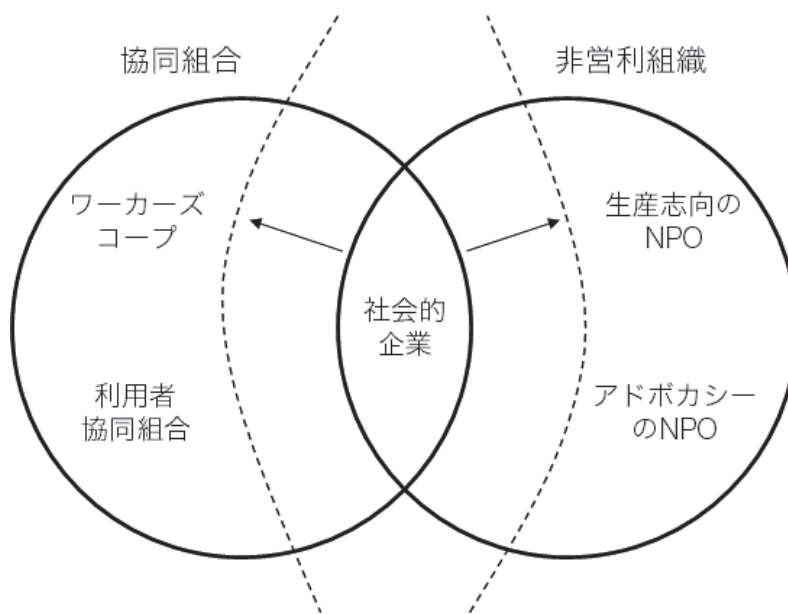 協同組合
非営利組織
ワーカーズ
コープ
生産志向の
NPO
社会的
企業
利用者
協同組合
アドボカシー
のNPO